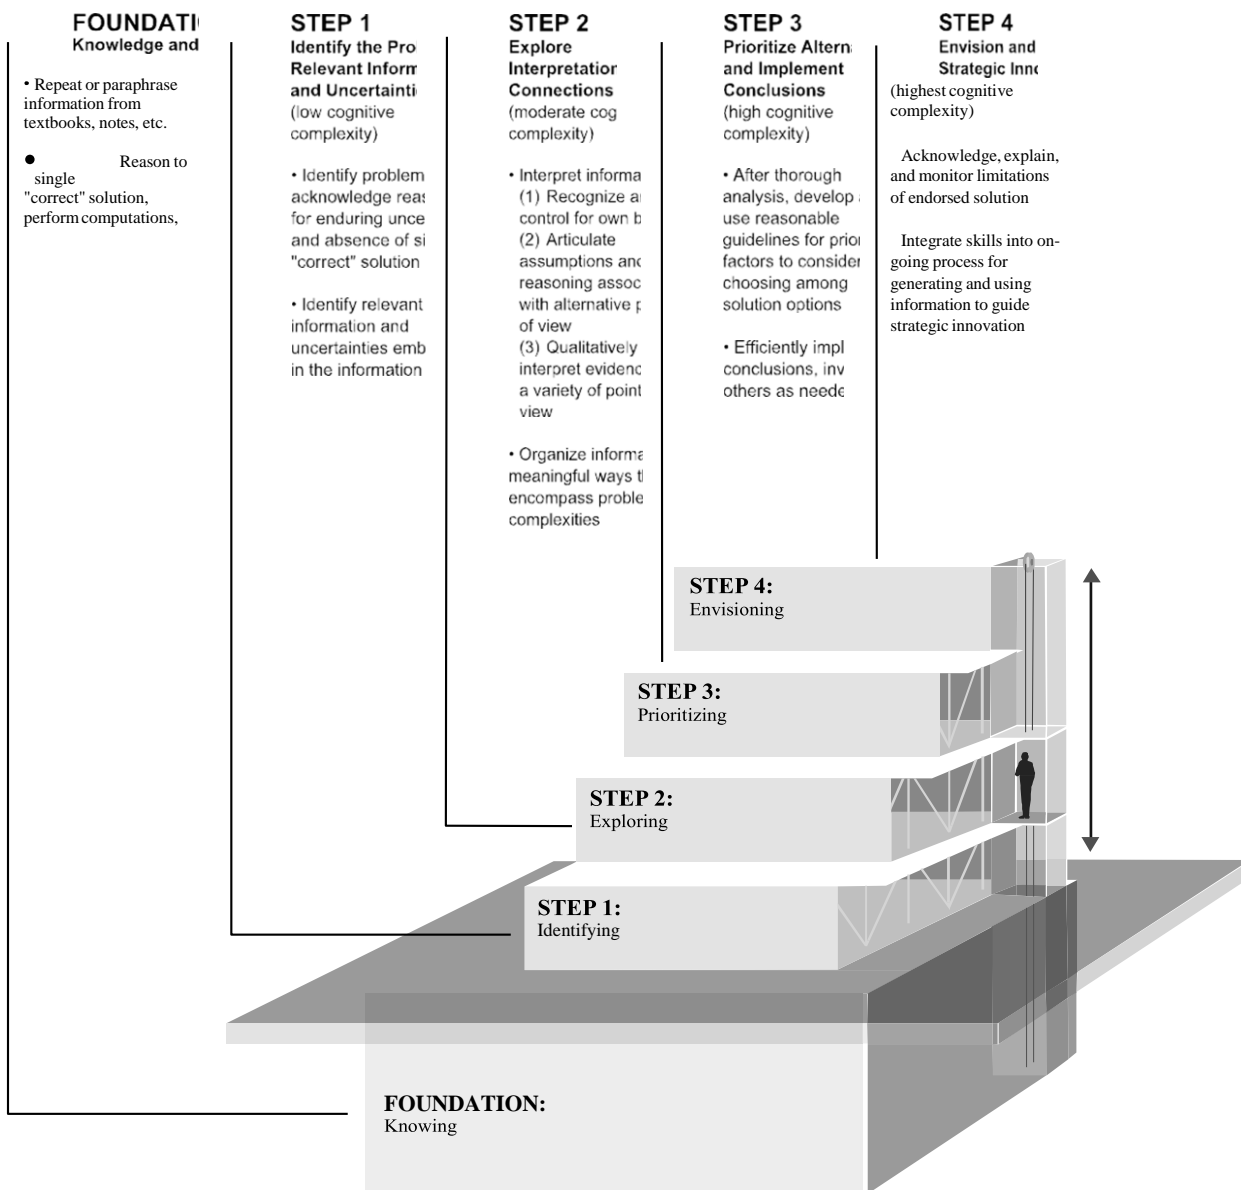 FOUNDATI
Knowledge and
• Repeat or paraphrase
information from
textbooks, notes, etc.
• Reason to
single
"correct" solution,
perform computations,
STEP 1
Identify the Pro
Relevant Inform
and Uncertainti
(low cognitive
complexity)
• Identify problem
acknowledge reas
for enduring unce
and absence of si
"correct" solution
• Identify relevant
information and
uncertainties emb
in the information
STEP 2
Explore
Interpretation
Connections
(moderate cog
complexity)
• Interpret informa
(1) Recognize a
control for own b
(2) Articulate
assumptions and
reasoning assoc
with alternative p
of view
(3) Qualitatively
interpret evidenc
a variety of point
view
• Organize informa
meaningful ways t
encompass proble
complexities
STEP 3
Prioritize Altern
and Implement
Conclusions
(high cognitive
complexity)
• After thorough
analysis, develop
use reasonable
guidelines for prior
factors to consider
choosing among
solution options
• Efficiently impl
conclusions, inv
others as neede
STEP 4
Envision and
Strategic Inno
(highest cognitive
complexity)
Acknowledge, explain,
and monitor limitations
of endorsed solution
Integrate skills into on-
going process for
generating and using
information to guide
strategic innovation
STEP 4:
Envisioning
STEP 3:
Prioritizing
STEP 2:
Exploring
STEP 1:
Identifying
FOUNDATION:
Knowing